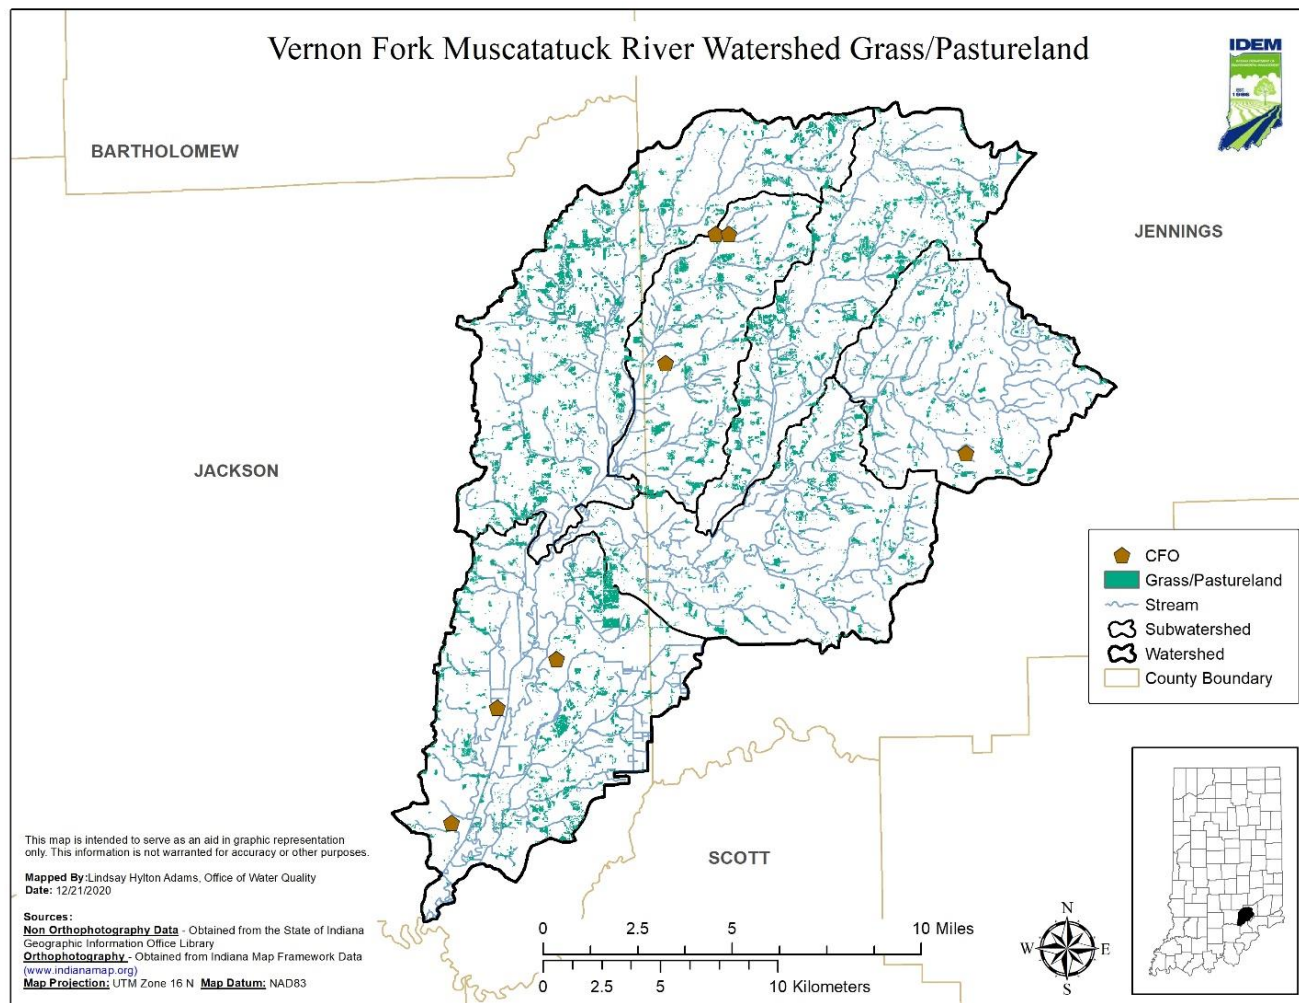 Vernon Fork Muscatatuck River Watershed Grass/Pastureland
IDEM
1986
BARTHOLOMEW
JENNINGS
JACKSON
SCOTT
CFO
Grass/Pastureland
Stream
Subwatershed
Watershed
County Boundary
This map is intended to serve as an aid in graphic representation
only. This information is not warranted for accuracy or other purposes.
Mapped By:Lindsay Hylton Adams, Office of Water Quality
Date: 12/21/2020
Sources:
Non Orthophotography Data - Obtained from the State of Indiana
Geographic Information Office Library
Orthophotography - Obtained from Indiana Map Framework Data
(www.indianamap.org)
Map Projection: UTM Zone 16 N Map Datum: NAD83
0 2.5 5 10 Miles
0 2.5 5 10 Kilometers
N
W E
S